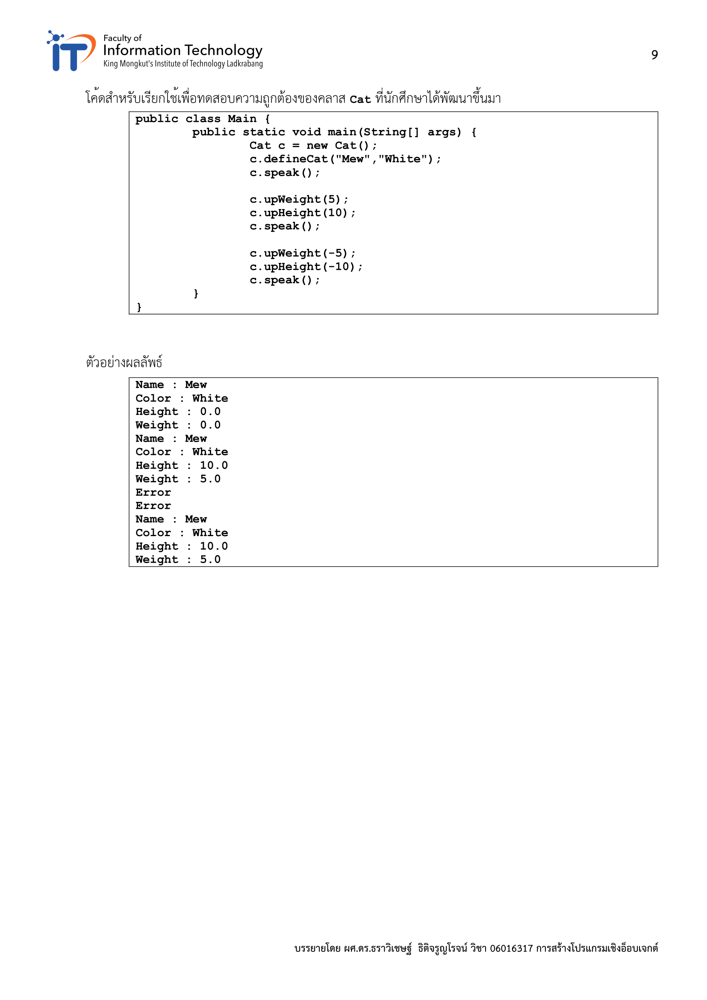 Faculty of
Information Technology
King Mongkut's Institute of Technology Ladkrabang
9
โค้ดสำหรับเรียกใช้เพื่อทดสอบความถูกต้องของคลาส Cat ที่นักศึกษาได้พัฒนาขึ้นมา
public class Main {
public static void main(String[] args) {
Cat c = new Cat();
c.defineCat("Mew","White");
c.speak();
c.upWeight(5);
c.upHeight(10);
c.speak();
c.upWeight(-5);
c.upHeight(-10);
c.speak();
}
}
ตัวอย่างผลลัพธ์
Name : Mew
Color : White
Height : 0.0
Weight : 0.0
Name : Mew
Color : White
Height : 10.0
Weight : 5.0
Error
Error
Name : Mew
Color : White
Height : 10.0
Weight : 5.0
บรรยายโดย ผศ.ดร.ธราวิเชษฐ์ ธิติจรูญโรจน์ วิชา 06016317 การสร้างโปรแกรมเชิงอ็อบเจกต์